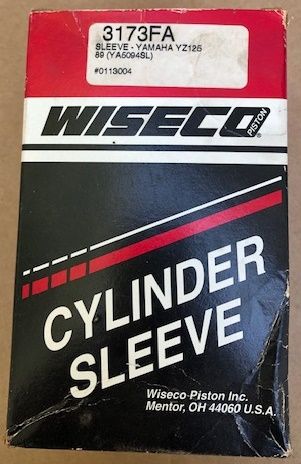 3173FA
SLEEVE - YAMAHA YZ125
89 (YA5094SL)
#0113004
WISECO PISTON
CYLINDER
SLEEVE
Wiseco Piston Inc.
Mentor, OH 44060 U.S.A.